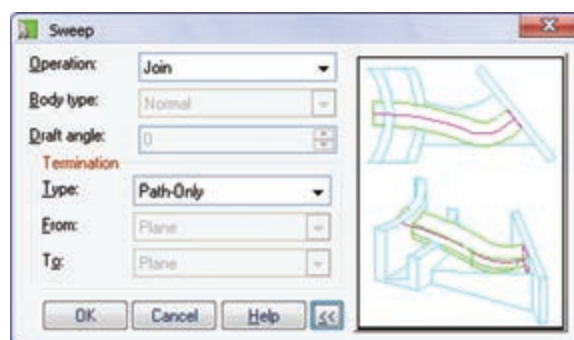 Sweep
Operation: Join
Body type: Normal
Draft angle: 0
Termination
Type: Path-Only
From: Plane
To: Plane
OK Cancel Help <<